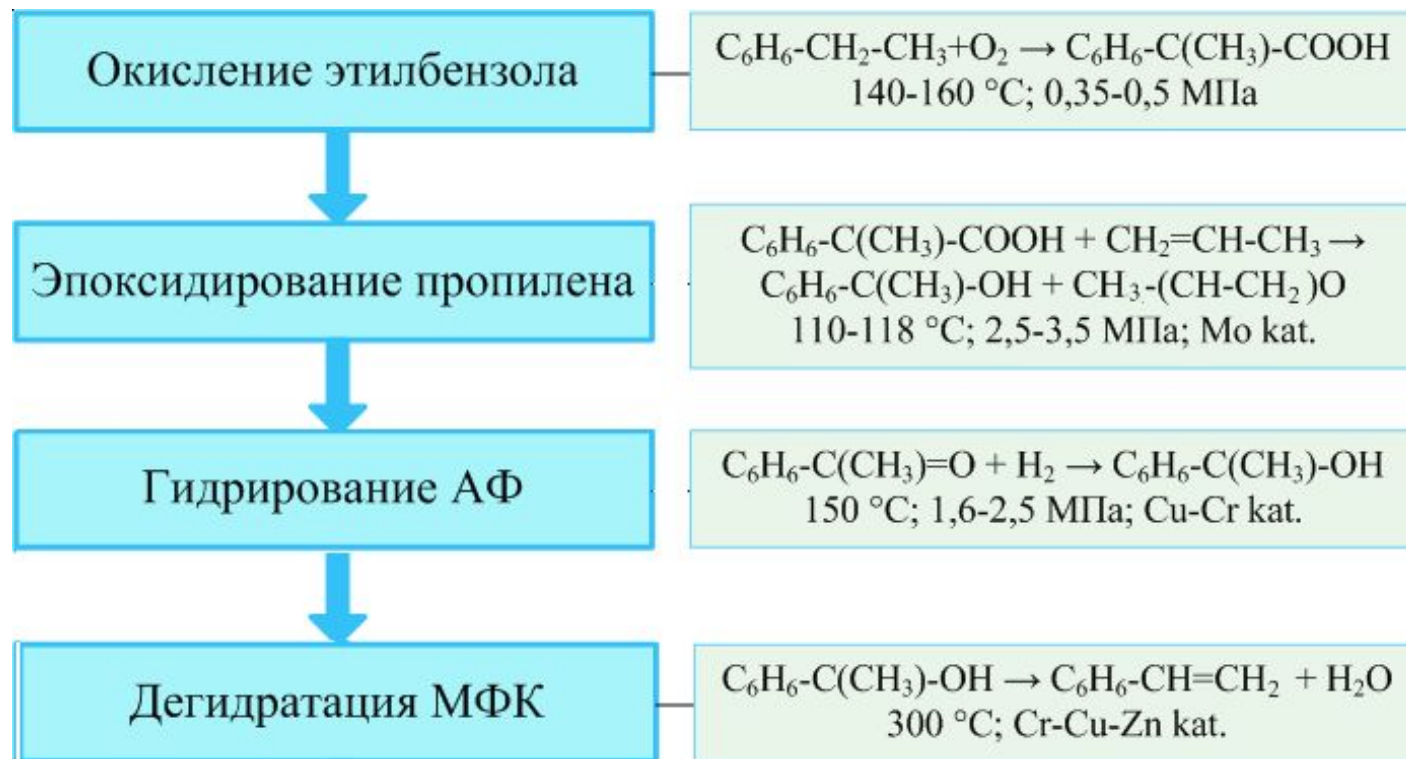 Окисление этилбензола
C₆H₆-CH₂-CH₃+O₂ → C₆H₆-C(CH₃)-COOH
140-160 °C; 0,35-0,5 МПа
Эпоксидирование пропилена
C₆H₆-C(CH₃)-COOH + CH₂=CH-CH₃ →
C₆H₆-C(CH₃)-OH + CH₃-(CH-CH₂)O
110-118 °C; 2,5-3,5 МПа; Mo kat.
Гидрирование АФ
C₆H₆-C(CH₃)=O + H₂ → C₆H₆-C(CH₃)-OH
150 °C; 1,6-2,5 МПа; Cu-Cr kat.
Дегидратация МФК
C₆H₆-C(CH₃)-OH → C₆H₆-CH=CH₂ + H₂O
300 °C; Cr-Cu-Zn kat.